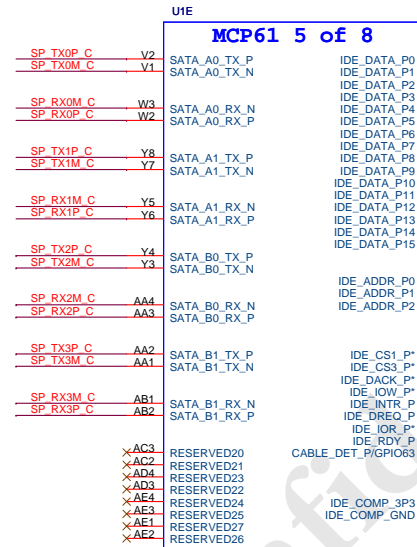 U1E
MCP61 5 of 8
SP_TX0P_C V2 SATA_A0_TX_P IDE_DATA_P0
SP_TX0M_C V1 SATA_A0_TX_N IDE_DATA_P1
IDE_DATA_P2
IDE_DATA_P3
SP_RX0M_C W3 SATA_A0_RX_N IDE_DATA_P4
SP_RX0P_C W2 SATA_A0_RX_P IDE_DATA_P5
IDE_DATA_P6
IDE_DATA_P7
SP_TX1P_C Y8 SATA_A1_TX_P IDE_DATA_P8
SP_TX1M_C Y7 SATA_A1_TX_N IDE_DATA_P9
IDE_DATA_P10
IDE_DATA_P11
SP_RX1M_C Y5 SATA_A1_RX_N IDE_DATA_P12
SP_RX1P_C Y6 SATA_A1_RX_P IDE_DATA_P13
IDE_DATA_P14
IDE_DATA_P15
SP_TX2P_C Y4 SATA_B0_TX_P
SP_TX2M_C Y3 SATA_B0_TX_N
IDE_ADDR_P0
IDE_ADDR_P1
SP_RX2M_C AA4 SATA_B0_RX_N IDE_ADDR_P2
SP_RX2P_C AA3 SATA_B0_RX_P
SP_TX3P_C AA2 SATA_B1_TX_P IDE_CS1_P*
SP_TX3M_C AA1 SATA_B1_TX_N IDE_CS3_P*
IDE_DACK_P*
IDE_IOW_P*
SP_RX3M_C AB1 SATA_B1_RX_N IDE_INTR_P
SP_RX3P_C AB2 SATA_B1_RX_P IDE_DREQ_P
IDE_IOR_P*
IDE_RDY_P
AC3 RESERVED20 CABLE_DET_P/GPIO63
AC2 RESERVED21
AD4 RESERVED23
AD3 RESERVED22
AE4 RESERVED24 IDE_COMP_3P3
AE3 RESERVED25 IDE_COMP_GND
AE1 RESERVED27
AE2 RESERVED26